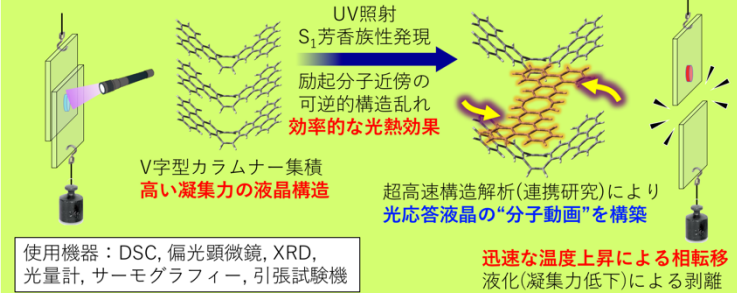 UV照射
S₁芳香族性発現
励起分子近傍の
可逆的構造乱れ
効率的な光熱効果
V字型カラムナー集積
高い凝集力の液晶構造
超高速構造解析(連携研究)により
光応答液晶の“分子動画”を構築
使用機器：DSC, 偏光顕微鏡, XRD,
光量計, サーモグラフィー, 引張試験機
迅速な温度上昇による相転移
液化(凝集力低下)による剥離